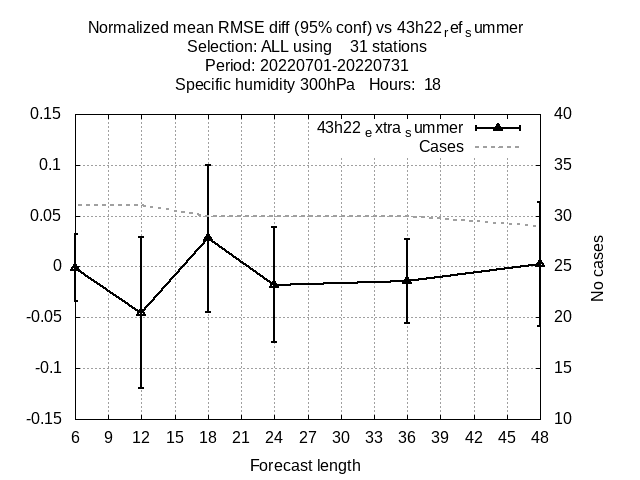 Normalized mean RMSE diff (95% conf) vs 43h22refsummer
Selection: ALL using 31 stations
Period: 20220701-20220731
Specific humidity 300hPa Hours: 18
0.15
0.1
0.05
0
-0.05
-0.1
-0.15
40
35
30
25
20
15
10
43h22extrasummer
Cases
No cases
6 9 12 15 18 21 24 27 30 33 36 39 42 45 48
Forecast length